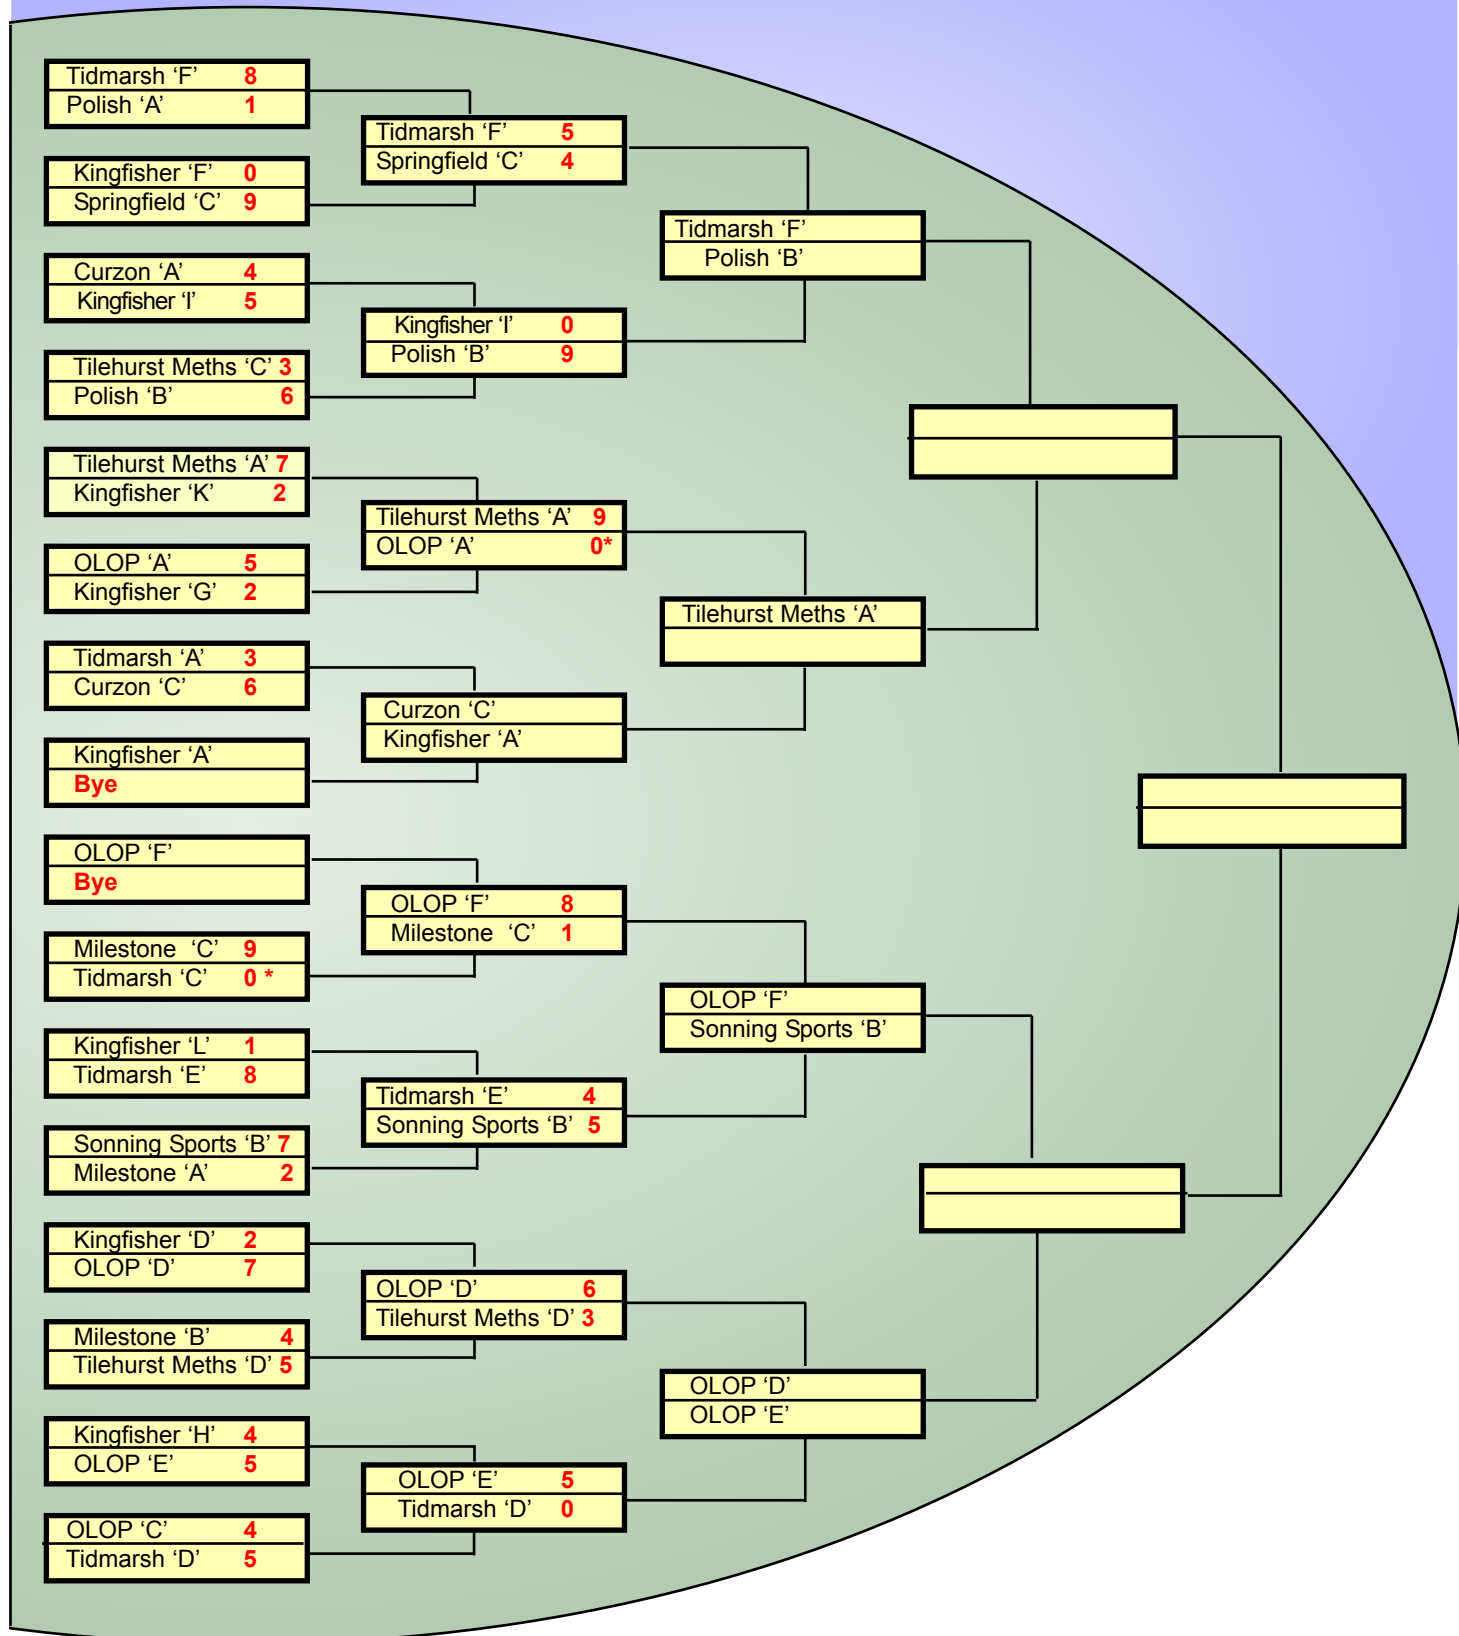 Tidmarsh ‘F’ 8
Polish ‘A’ 1
Kingfisher ‘F’ 0
Springfield ‘C’ 9
Curzon ‘A’ 4
Kingfisher ‘I’ 5
Tilehurst Meths ‘C’ 3
Polish ‘B’ 6
Tilehurst Meths ‘A’ 7
Kingfisher ‘K’ 2
OLOP ‘A’ 5
Kingfisher ‘G’ 2
Tidmarsh ‘A’ 3
Curzon ‘C’ 6
Kingfisher ‘A’
Bye
OLOP ‘F’
Bye
Milestone ‘C’ 9
Tidmarsh ‘C’ 0 *
Kingfisher ‘L’ 1
Tidmarsh ‘E’ 8
Sonning Sports ‘B’ 7
Milestone ‘A’ 2
Kingfisher ‘D’ 2
OLOP ‘D’ 7
Milestone ‘B’ 4
Tilehurst Meths ‘D’ 5
Kingfisher ‘H’ 4
OLOP ‘E’ 5
OLOP ‘C’ 4
Tidmarsh ‘D’ 5
Tidmarsh ‘F’ 5
Springfield ‘C’ 4
Kingfisher ‘I’ 0
Polish ‘B’ 9
Tilehurst Meths ‘A’ 9
OLOP ‘A’ 0*
Curzon ‘C’
Kingfisher ‘A’
OLOP ‘F’ 8
Milestone ‘C’ 1
Tidmarsh ‘E’ 4
Sonning Sports ‘B’ 5
OLOP ‘D’ 6
Tilehurst Meths ‘D’ 3
OLOP ‘E’ 5
Tidmarsh ‘D’ 0
Tidmarsh ‘F’
Polish ‘B’
Tilehurst Meths ‘A’
OLOP ‘F’
Sonning Sports ‘B’
OLOP ‘D’
OLOP ‘E’